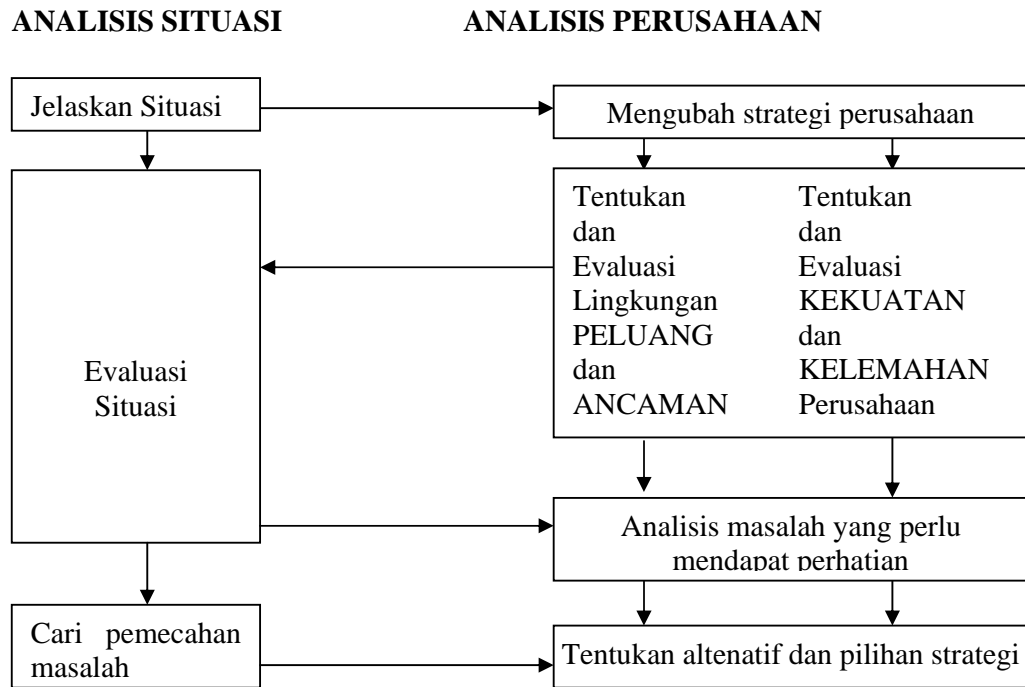 ANALISIS SITUASI
ANALISIS PERUSAHAAN
Jelaskan Situasi
Mengubah strategi perusahaan
Evaluasi
Situasi
Tentukan
dan
Evaluasi
Lingkungan
PELUANG
dan
ANCAMAN
Tentukan
dan
Evaluasi
KEKUATAN
dan
KELEMAHAN
Perusahaan
Analisis masalah yang perlu
mendapat perhatian
Cari pemecahan
masalah
Tentukan altenatif dan pilihan strategi